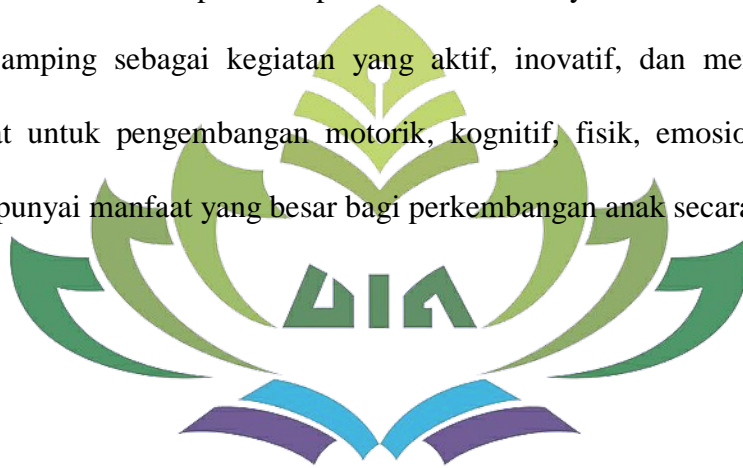 amping sebagai kegiatan yang aktif, inovatif, dan me
t untuk pengembangan motorik, kognitif, fisik, emosio
punyai manfaat yang besar bagi perkembangan anak secara
UIN